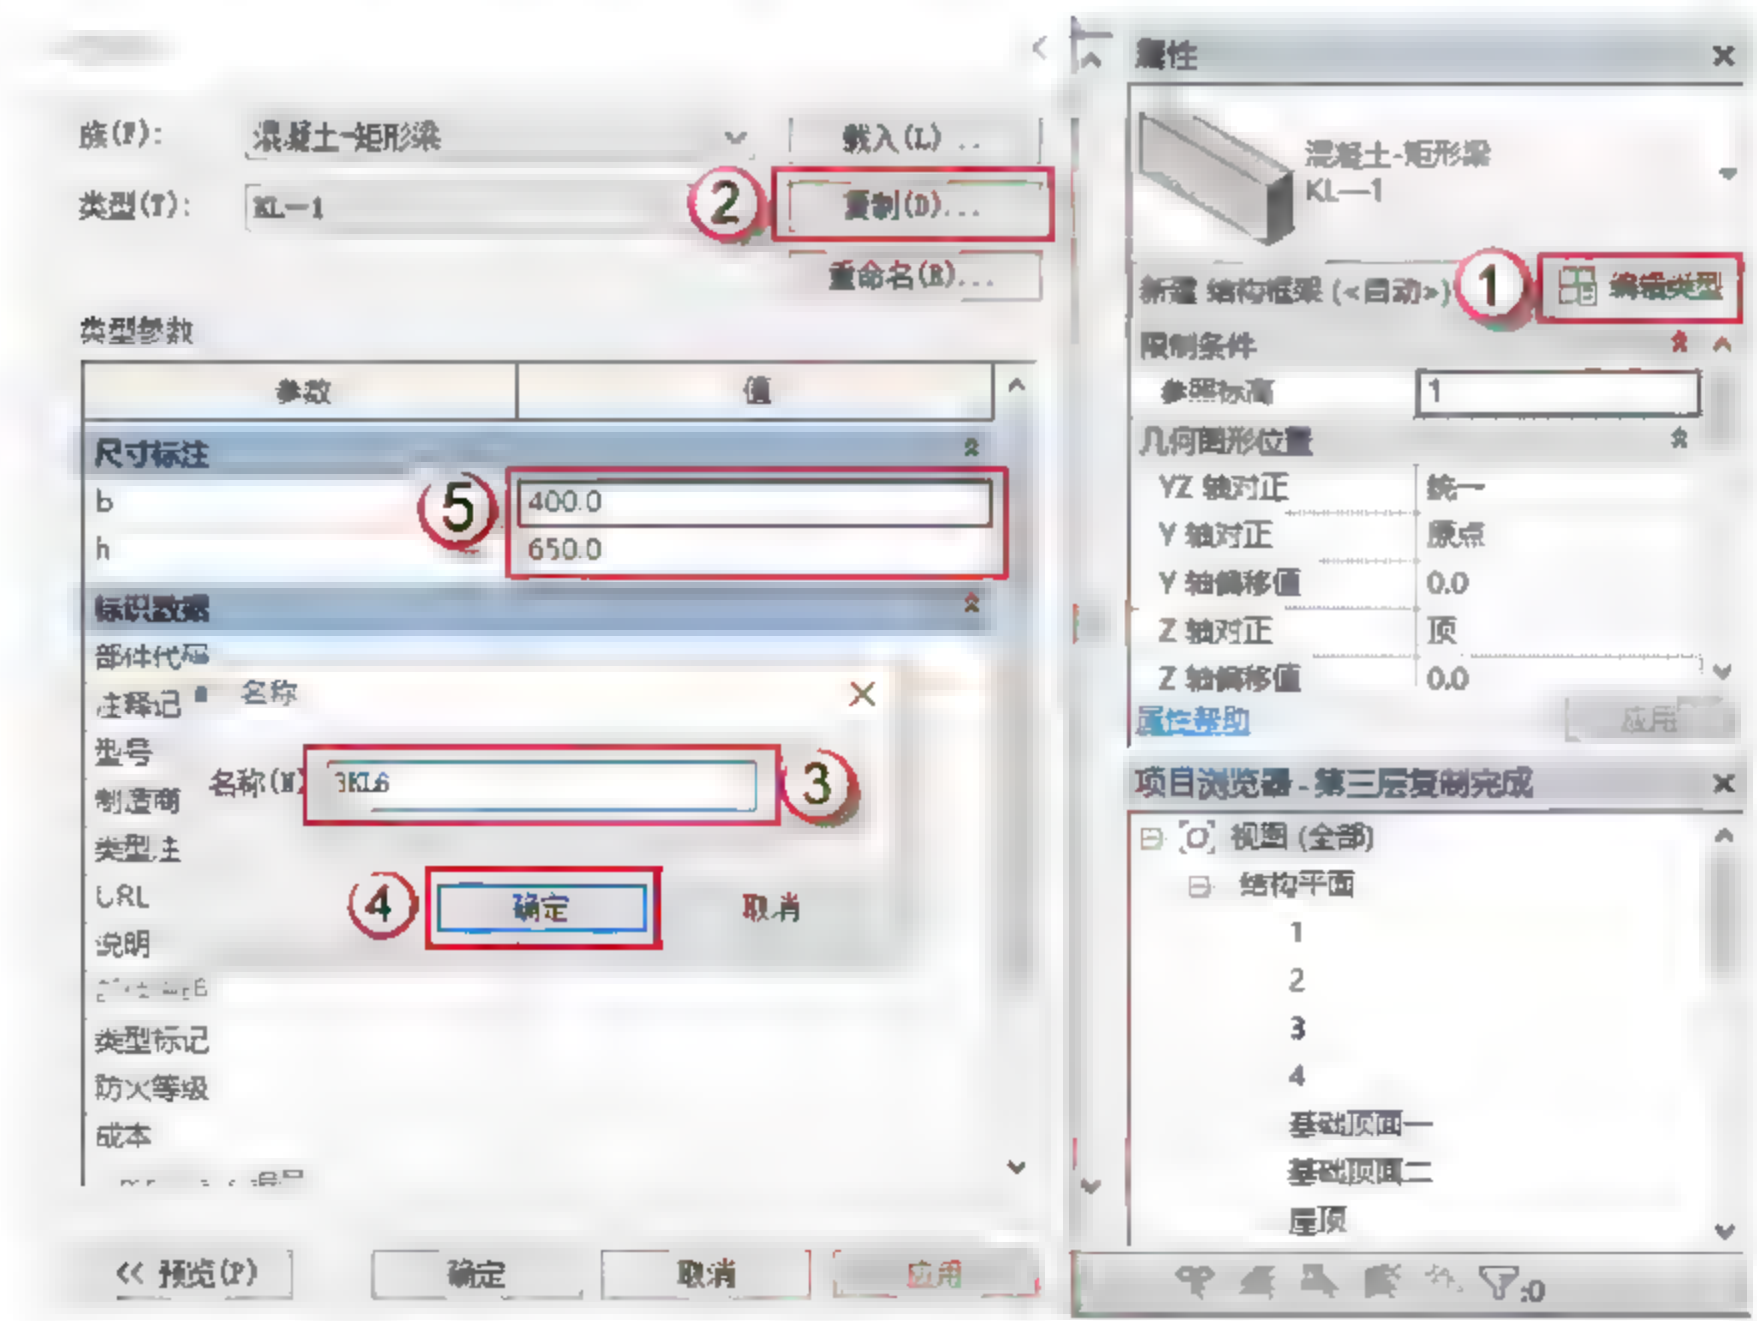 族(F):
混凝土-矩形梁
载入(L)...
类型(T):
KL—1
2
复制(D)...
重命名(R)...
类型参数
参数
值
尺寸标注
b
400.0
5
h
650.0
标识数据
部件代码
注释记
型号
制造商
类型注
URL
说明
类型标记
防火等级
成本
名称
名称(N)
3KL6
3
4
确定
取消
<< 预览(P)
确定
取消
应用
属性
混凝土-矩形梁
KL—1
新建 结构框架 (<自动>)
1
编辑类型
限制条件
参照标高
1
几何图形位置
YZ 轴对正
统一
Y 轴对正
原点
Y 轴偏移值
0.0
Z 轴对正
顶
Z 轴偏移值
0.0
属性帮助
应用
项目浏览器 - 第三层复制完成
视图 (全部)
结构平面
1
2
3
4
基础顶面一
基础顶面二
屋顶
:0